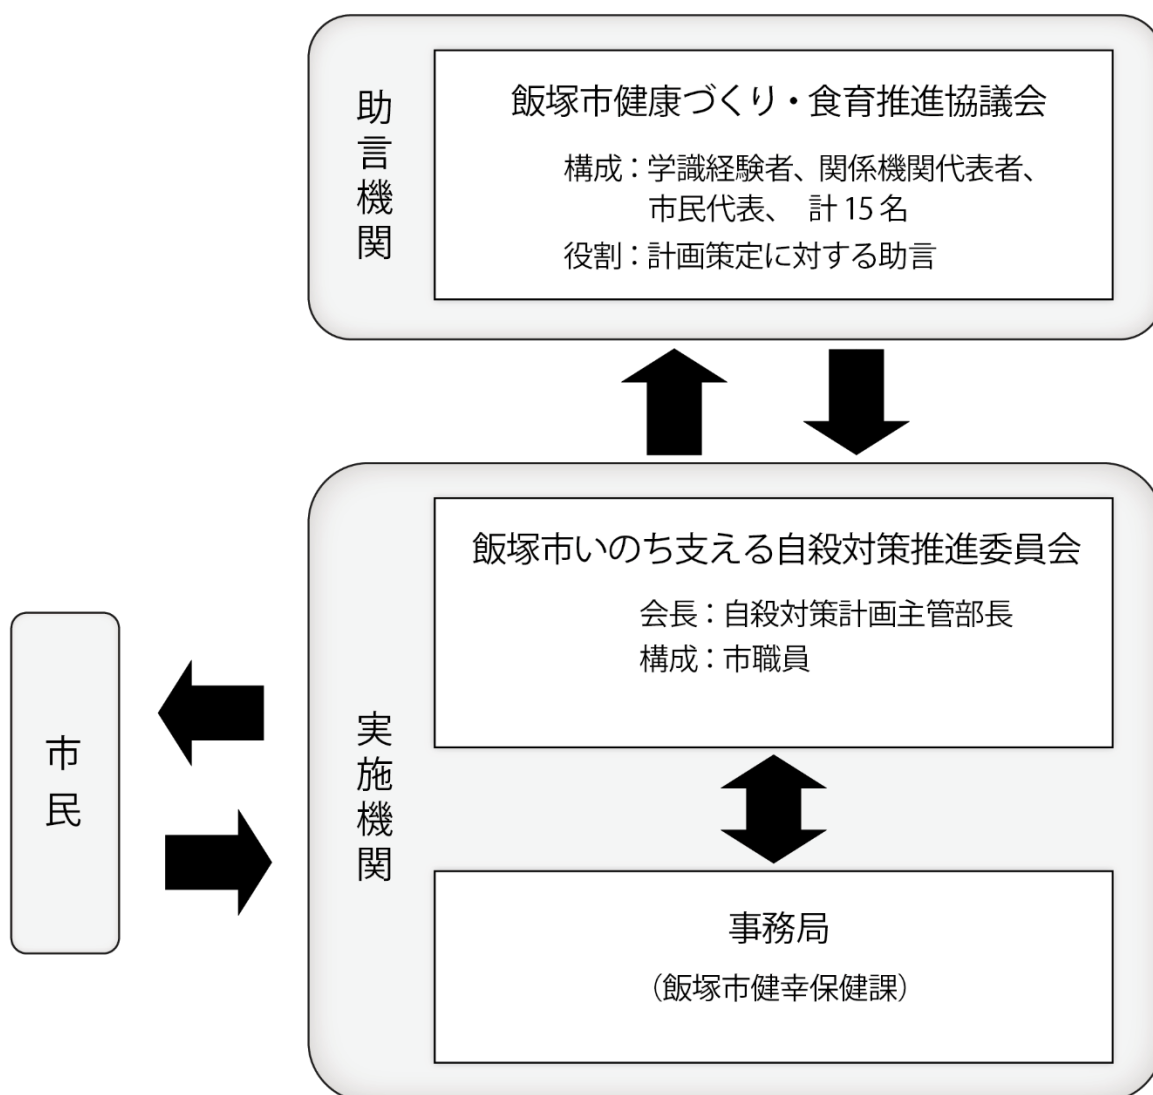 助言機関
飯塚市健康づくり・食育推進協議会
構成：学識経験者、関係機関代表者、
市民代表、 計15名
役割：計画策定に対する助言
実施機関
飯塚市いのち支える自殺対策推進委員会
会長：自殺対策計画主管部長
構成：市職員
事務局
（飯塚市健幸保健課）
市民